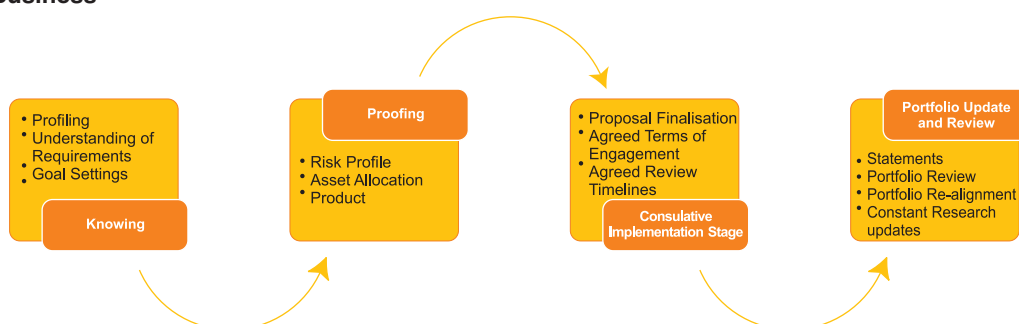 • Profiling
• Understanding of
Requirements
• Goal Settings
Knowing
Proofing
• Risk Profile
• Asset Allocation
• Product
• Proposal Finalisation
• Agreed Terms of
Engagement
• Agreed Review
Timelines
Consulative
Implementation Stage
Portfolio Update
and Review
• Statements
• Portfolio Review
• Portfolio Re-alignment
• Constant Research
updates